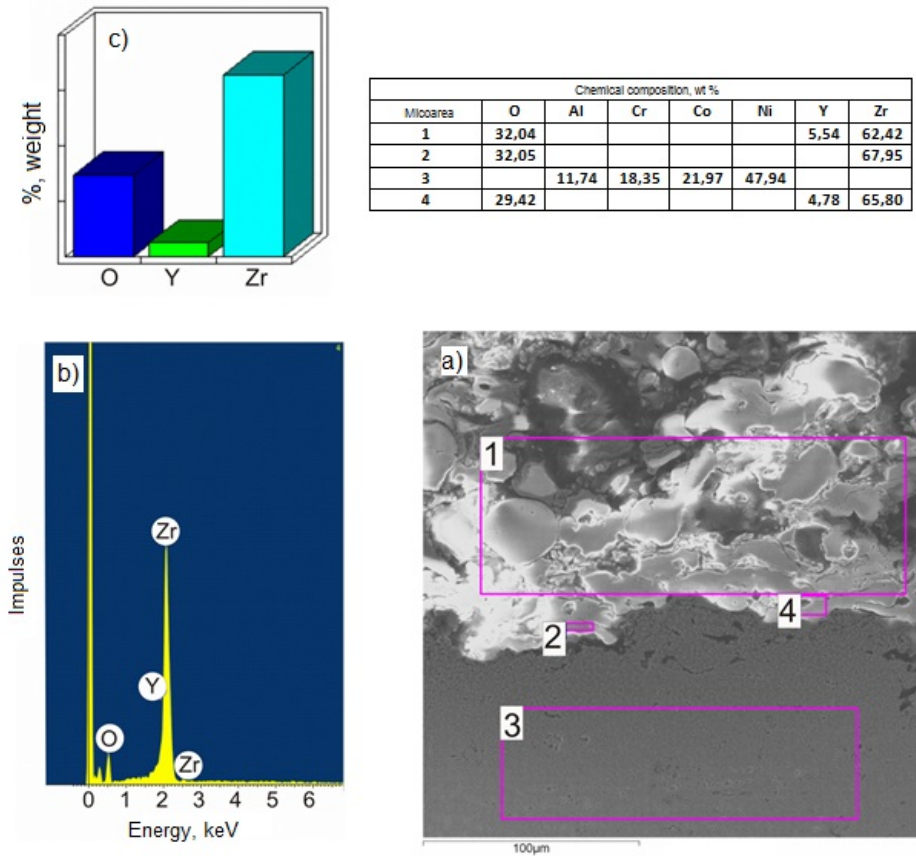 c)
%, weight
O Y Zr
Chemical composition, wt %
Micoarea O Al Cr Co Ni Y Zr
1 32,04 5,54 62,42
2 32,05 67,95
3 11,74 18,35 21,97 47,94
4 29,42 4,78 65,80
b)
4
Impulses
Zr
Y
O
Zr
0 1 2 3 4 5 6
Energy, keV
a)
1
4
2
3
100µm